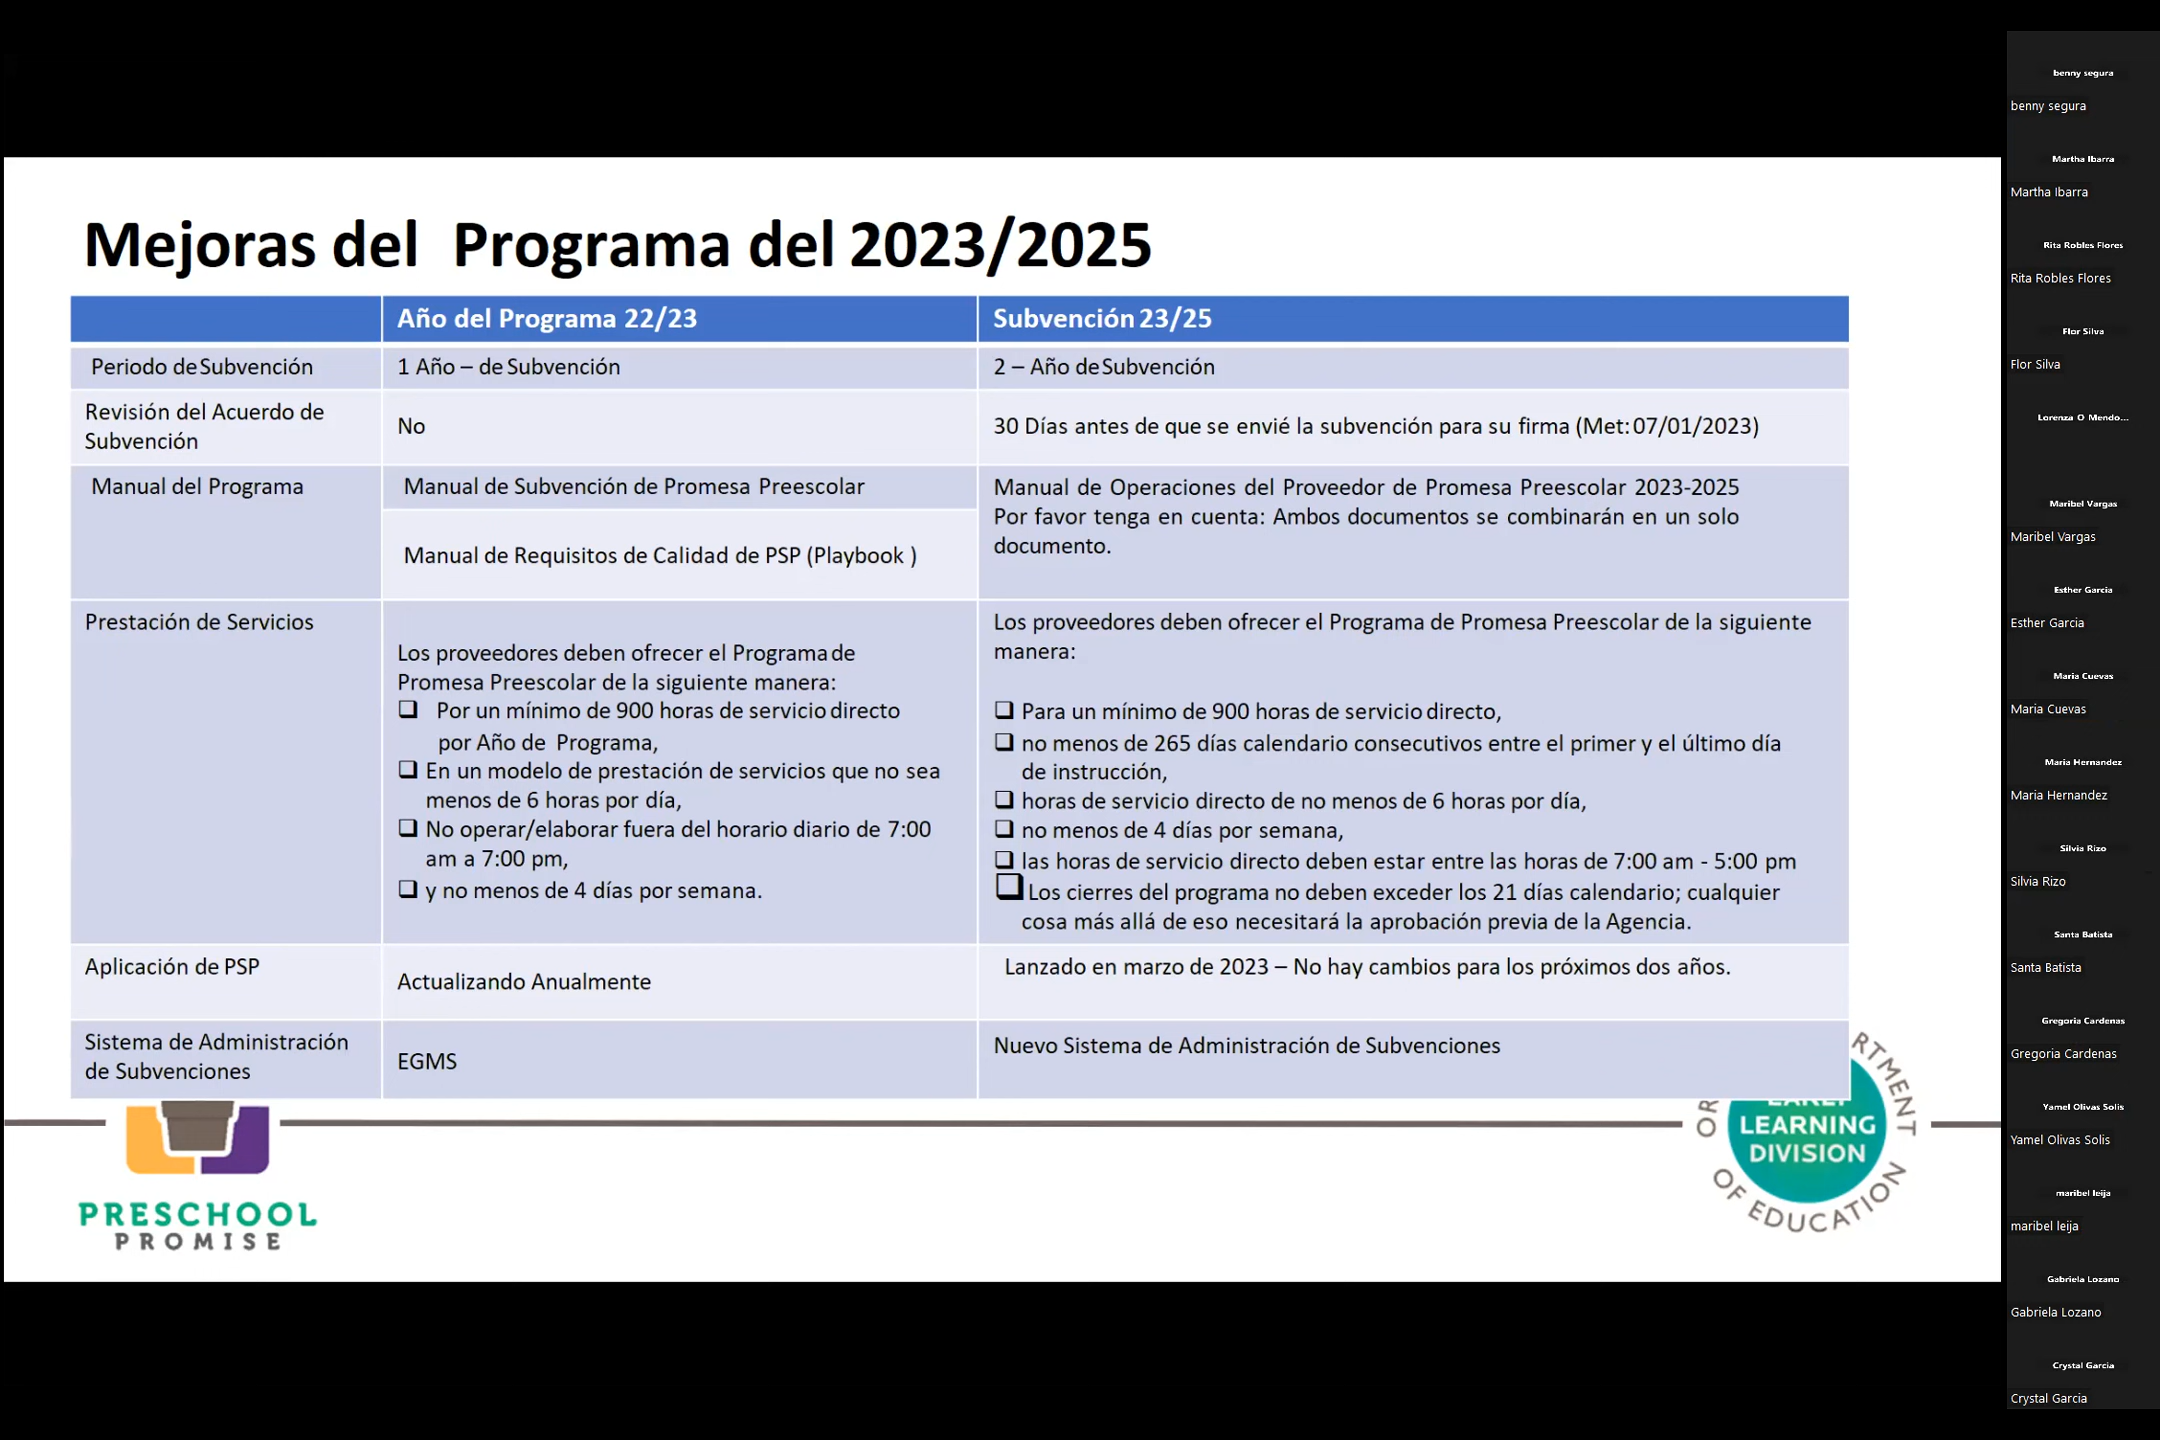 Mejoras del Programa del 2023/2025
Año del Programa 22/23
Subvención 23/25
Periodo de Subvención
1 Año – de Subvención
2 – Año de Subvención
Revisión del Acuerdo de
Subvención
No
30 Días antes de que se envié la subvención para su firma (Met: 07/01/2023)
Manual del Programa
Manual de Subvención de Promesa Preescolar
Manual de Requisitos de Calidad de PSP (Playbook )
Manual de Operaciones del Proveedor de Promesa Preescolar 2023-2025
Por favor tenga en cuenta: Ambos documentos se combinarán en un solo
documento.
Prestación de Servicios
Los proveedores deben ofrecer el Programa de
Promesa Preescolar de la siguiente manera:
❑ Por un mínimo de 900 horas de servicio directo
por Año de Programa,
❑ En un modelo de prestación de servicios que no sea
menos de 6 horas por día,
❑ No operar/elaborar fuera del horario diario de 7:00
am a 7:00 pm,
❑ y no menos de 4 días por semana.
Los proveedores deben ofrecer el Programa de Promesa Preescolar de la siguiente
manera:
❑ Para un mínimo de 900 horas de servicio directo,
❑ no menos de 265 días calendario consecutivos entre el primer y el último día
de instrucción,
❑ horas de servicio directo de no menos de 6 horas por día,
❑ no menos de 4 días por semana,
❑ las horas de servicio directo deben estar entre las horas de 7:00 am - 5:00 pm
❑ Los cierres del programa no deben exceder los 21 días calendario; cualquier
cosa más allá de eso necesitará la aprobación previa de la Agencia.
Aplicación de PSP
Actualizando Anualmente
Lanzado en marzo de 2023 – No hay cambios para los próximos dos años.
Sistema de Administración
de Subvenciones
EGMS
Nuevo Sistema de Administración de Subvenciones
PRESCHOOL
PROMISE
LEARNING
DIVISION
OF EDUCATION
benny segura
benny segura
Martha Ibarra
Martha Ibarra
Rita Robles Flores
Rita Robles Flores
Flor Silva
Flor Silva
Lorenza O Mendo...
Maribel Vargas
Maribel Vargas
Esther Garcia
Esther Garcia
Maria Cuevas
Maria Cuevas
Maria Hernandez
Maria Hernandez
Silvia Rizo
Silvia Rizo
Santa Batista
Santa Batista
Gregoria Cardenas
Gregoria Cardenas
Yamel Olivas Solis
Yamel Olivas Solis
maribel leija
maribel leija
Gabriela Lozano
Gabriela Lozano
Crystal Garcia
Crystal Garcia